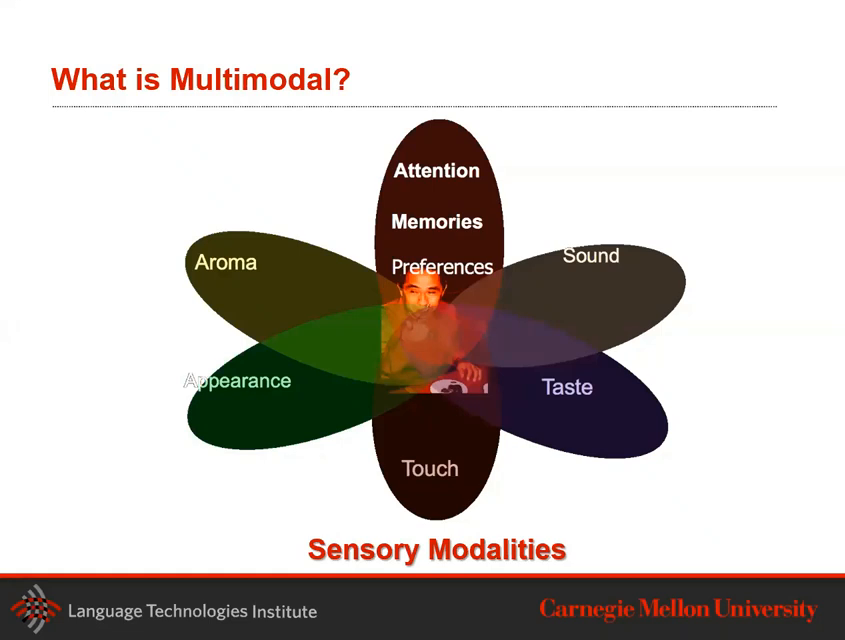 What is Multimodal?
Attention
Memories
Preferences
Aroma
Sound
Appearance
Taste
Touch
Sensory Modalities
Language Technologies Institute
Carnegie Mellon University